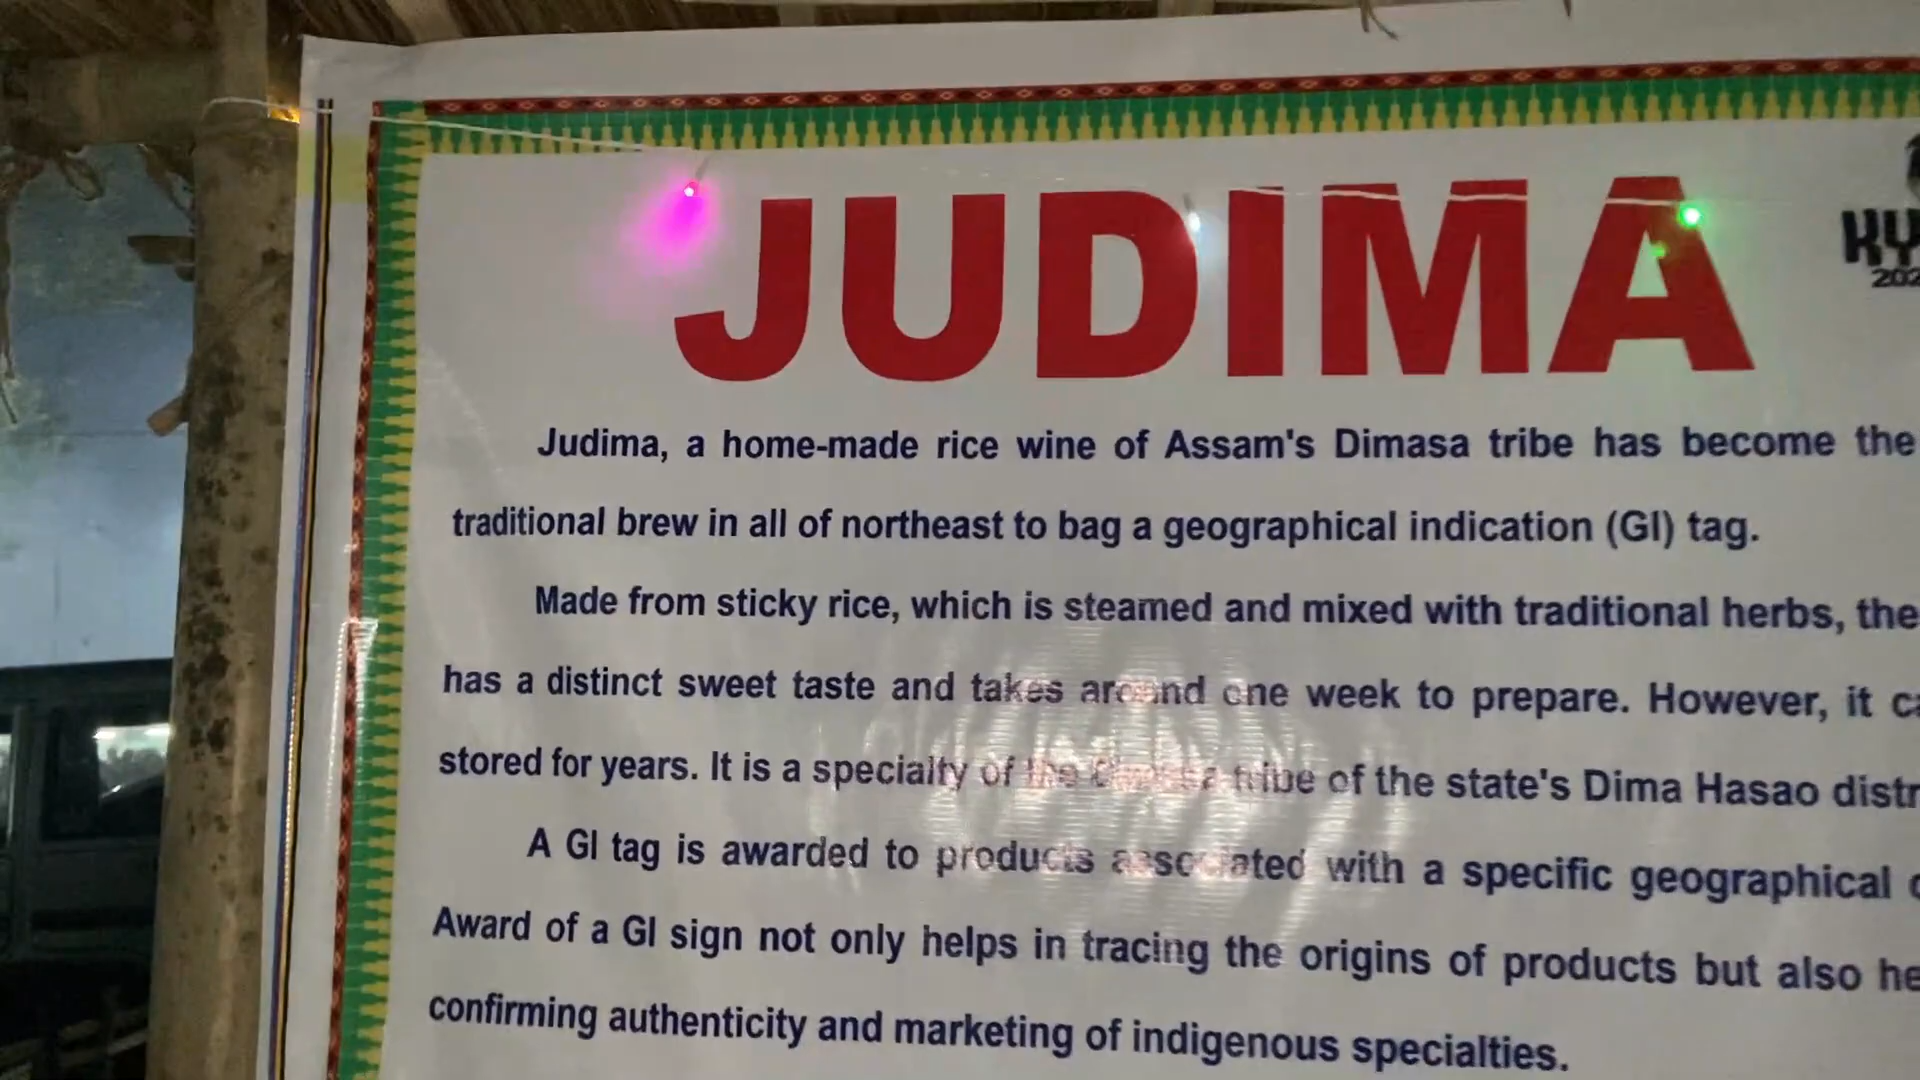 JUDIMA
Judima, a home-made rice wine of Assam's Dimasa tribe has become the
traditional brew in all of northeast to bag a geographical indication (GI) tag.
Made from sticky rice, which is steamed and mixed with traditional herbs, the
has a distinct sweet taste and takes around one week to prepare. However, it
stored for years. It is a specialty of the Dimasa tribe of the state's Dima Hasao
A GI tag is awarded to products associated with a specific geographical
Award of a GI sign not only helps in tracing the origins of products but also
confirming authenticity and marketing of indigenous specialties.